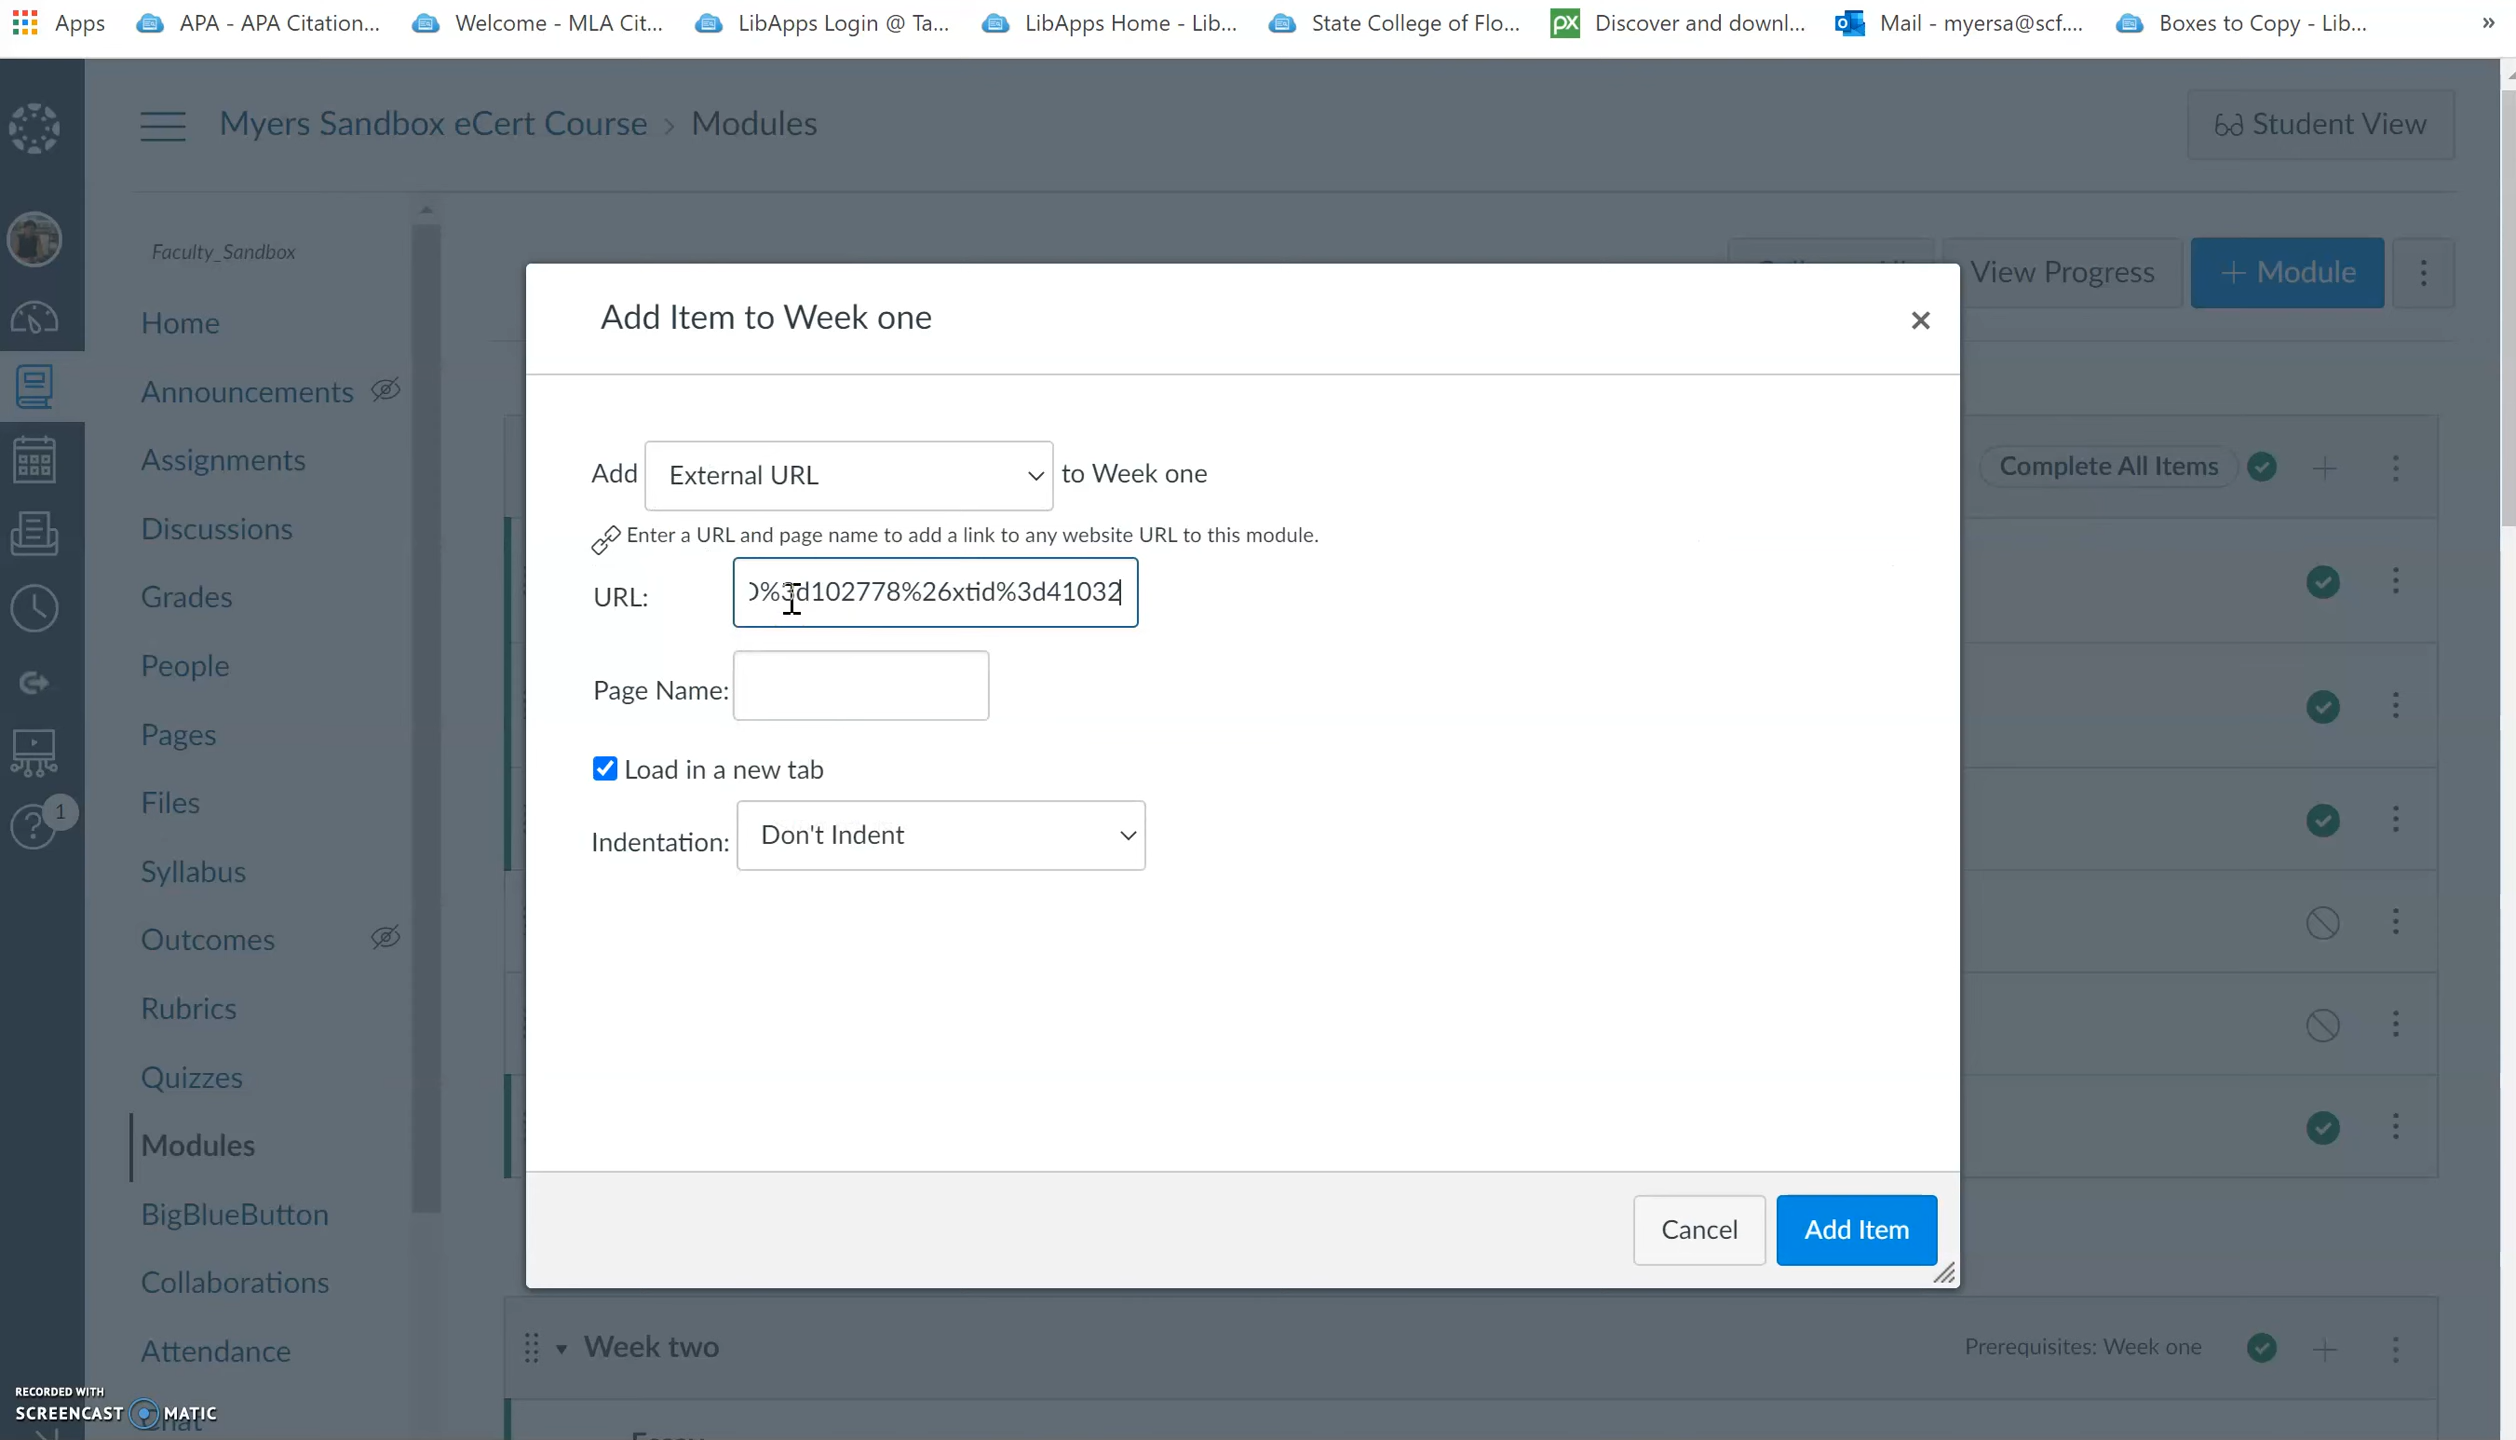 Apps APA - APA Citation... Welcome - MLA Cit... LibApps Login @ Ta... LibApps Home - Lib... State College of Flo... Discover and downl... Mail - myersa@scf.... Boxes to Copy - Lib... »
Myers Sandbox eCert Course > Modules
Student View
Faculty_Sandbox
View Progress
+ Module
Home
Announcements
Assignments
Discussions
Grades
People
Pages
Files
Syllabus
Outcomes
Rubrics
Quizzes
Modules
BigBlueButton
Collaborations
Attendance
1
Add Item to Week one
Add External URL to Week one
Enter a URL and page name to add a link to any website URL to this module.
URL: %3d102778%26xtid%3d41032
Page Name:
Load in a new tab
Indentation: Don't Indent
Cancel
Add Item
Complete All Items
Week two
Prerequisites: Week one
RECORDED WITH
SCREENCAST MATIC